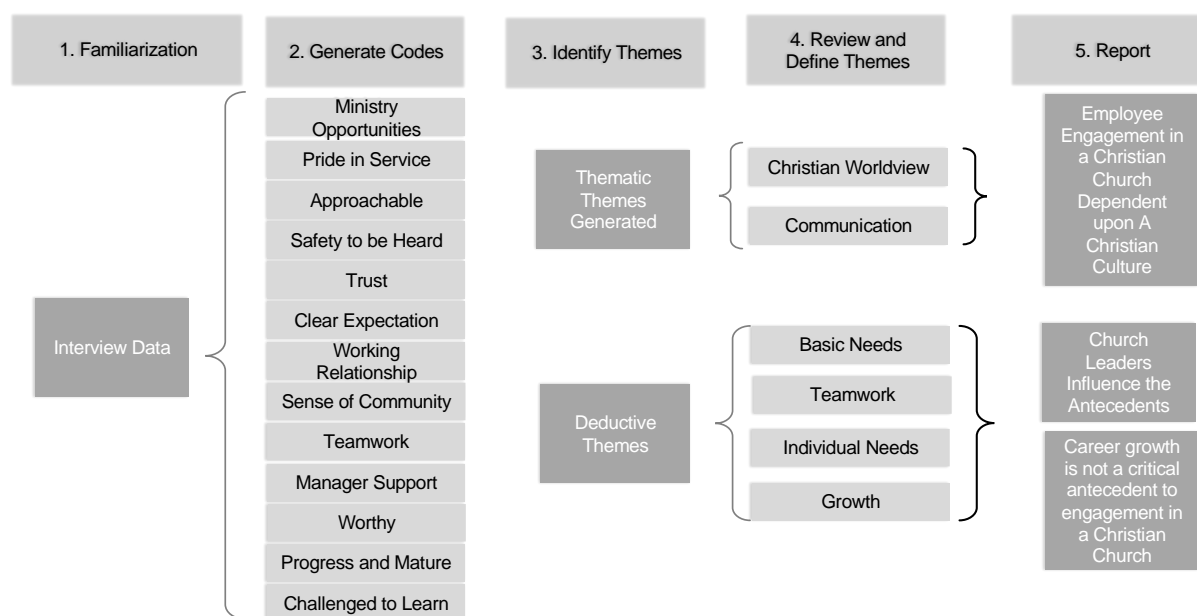 1. Familiarization
2. Generate Codes
3. Identify Themes
4. Review and
Define Themes
5. Report
Interview Data
Ministry
Opportunities
Pride in Service
Approachable
Safety to be Heard
Trust
Clear Expectation
Working
Relationship
Sense of Community
Teamwork
Manager Support
Worthy
Progress and Mature
Challenged to Learn
Thematic
Themes
Generated
Deductive
Themes
Christian Worldview
Communication
Basic Needs
Teamwork
Individual Needs
Growth
Employee
Engagement in
a Christian
Church
Dependent
upon A
Christian
Culture
Church
Leaders
Influence the
Antecedents
Career growth
is not a critical
antecedent to
engagement in
a Christian
Church